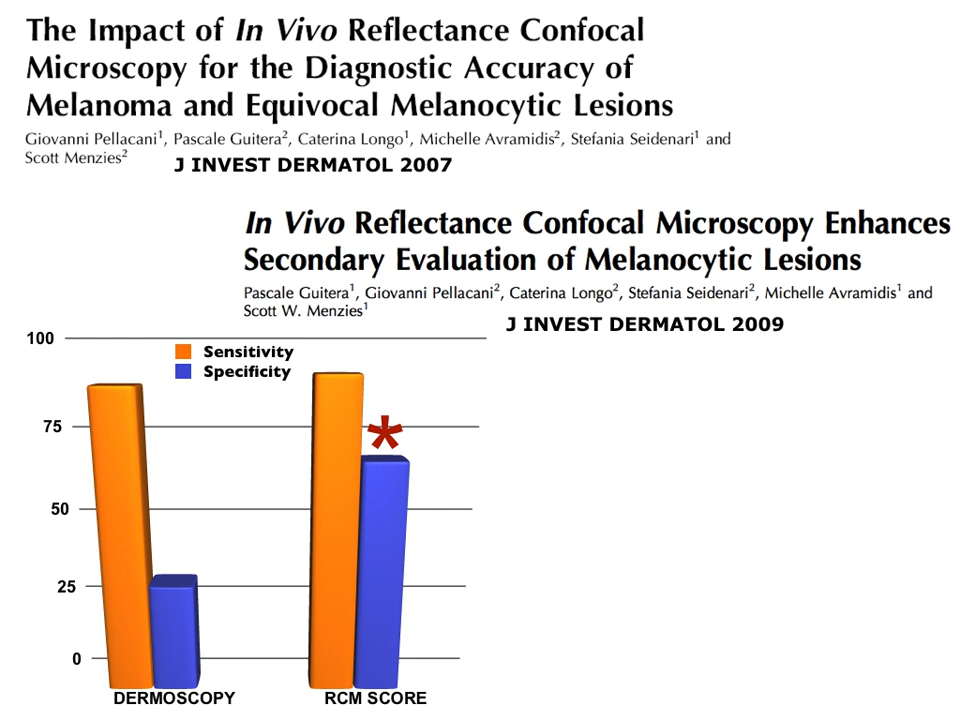 The Impact of In Vivo Reflectance Confocal
Microscopy for the Diagnostic Accuracy of
Melanoma and Equivocal Melanocytic Lesions
Giovanni Pellacani¹, Pascale Guitera², Caterina Longo¹, Michelle Avramidis², Stefania Seidenari¹ and
Scott Menzies²
J INVEST DERMATOL 2007
In Vivo Reflectance Confocal Microscopy Enhances
Secondary Evaluation of Melanocytic Lesions
Pascale Guitera¹, Giovanni Pellacani², Caterina Longo², Stefania Seidenari², Michelle Avramidis¹ and
Scott W. Menzies¹
J INVEST DERMATOL 2009
100
Sensitivity
Specificity
75
*
50
25
0
DERMOSCOPY
RCM SCORE